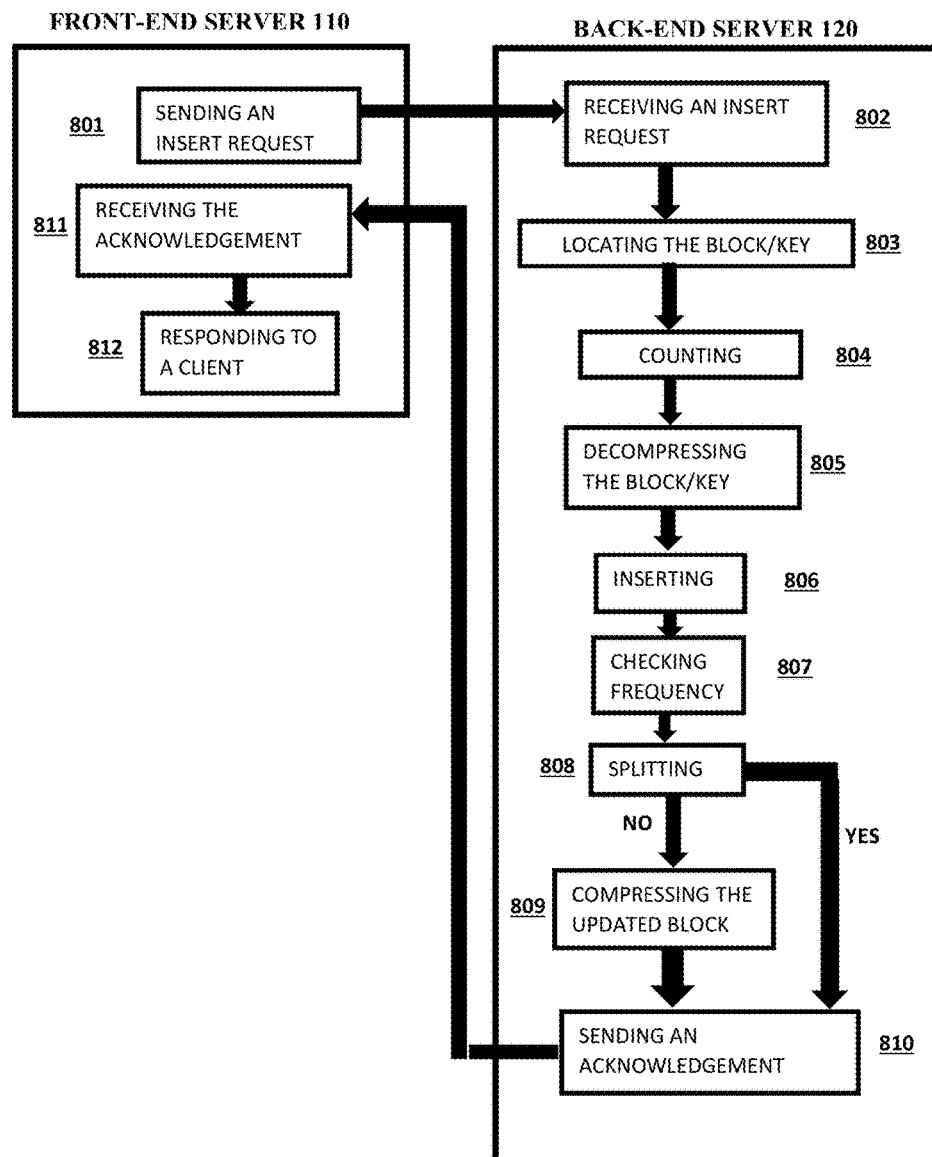 FRONT-END SERVER 110
BACK-END SERVER 120
801
SENDING AN
INSERT REQUEST
RECEIVING AN INSERT
REQUEST
802
811
RECEIVING THE
ACKNOWLEDGEMENT
LOCATING THE BLOCK/KEY
803
812
RESPONDING TO
A CLIENT
COUNTING
804
DECOMPRESSING
THE BLOCK/KEY
805
INSERTING
806
CHECKING
FREQUENCY
807
808
SPLITTING
NO
YES
809
COMPRESSING THE
UPDATED BLOCK
SENDING AN
ACKNOWLEDGEMENT
810